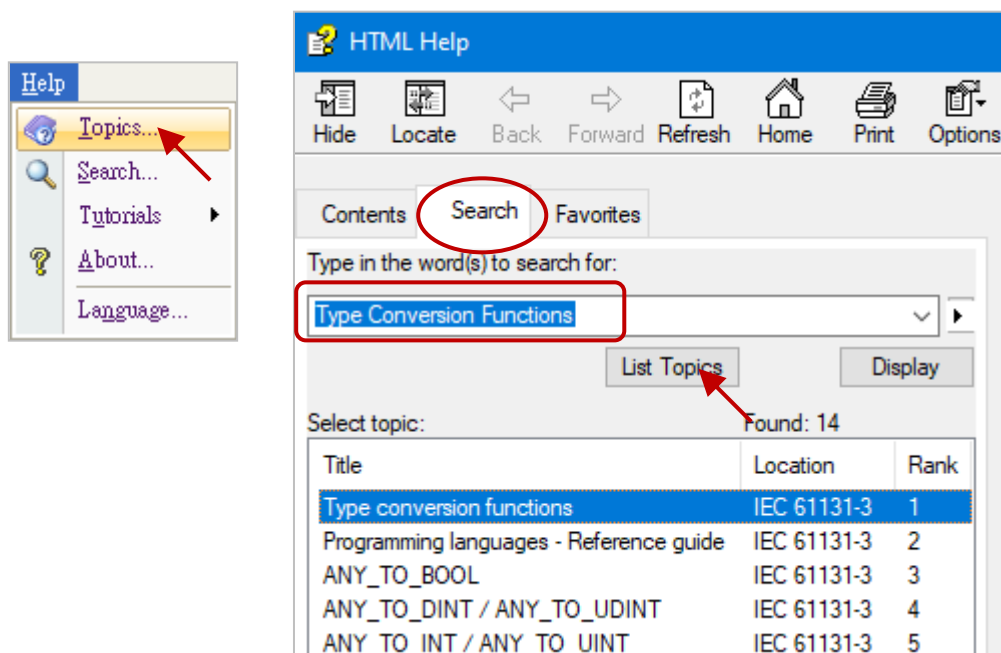 Help
Topics...
Search...
Tutorials
About...
Language...
HTML Help
Hide Locate Back Forward Refresh Home Print Options
Contents Search Favorites
Type in the word(s) to search for:
Type Conversion Functions
List Topics Display
Select topic: Found: 14
Title Location Rank
Type conversion functions IEC 61131-3 1
Programming languages - Reference guide IEC 61131-3 2
ANY_TO_BOOL IEC 61131-3 3
ANY_TO_DINT / ANY_TO_UDINT IEC 61131-3 4
ANY_TO_INT / ANY_TO_UINT IEC 61131-3 5